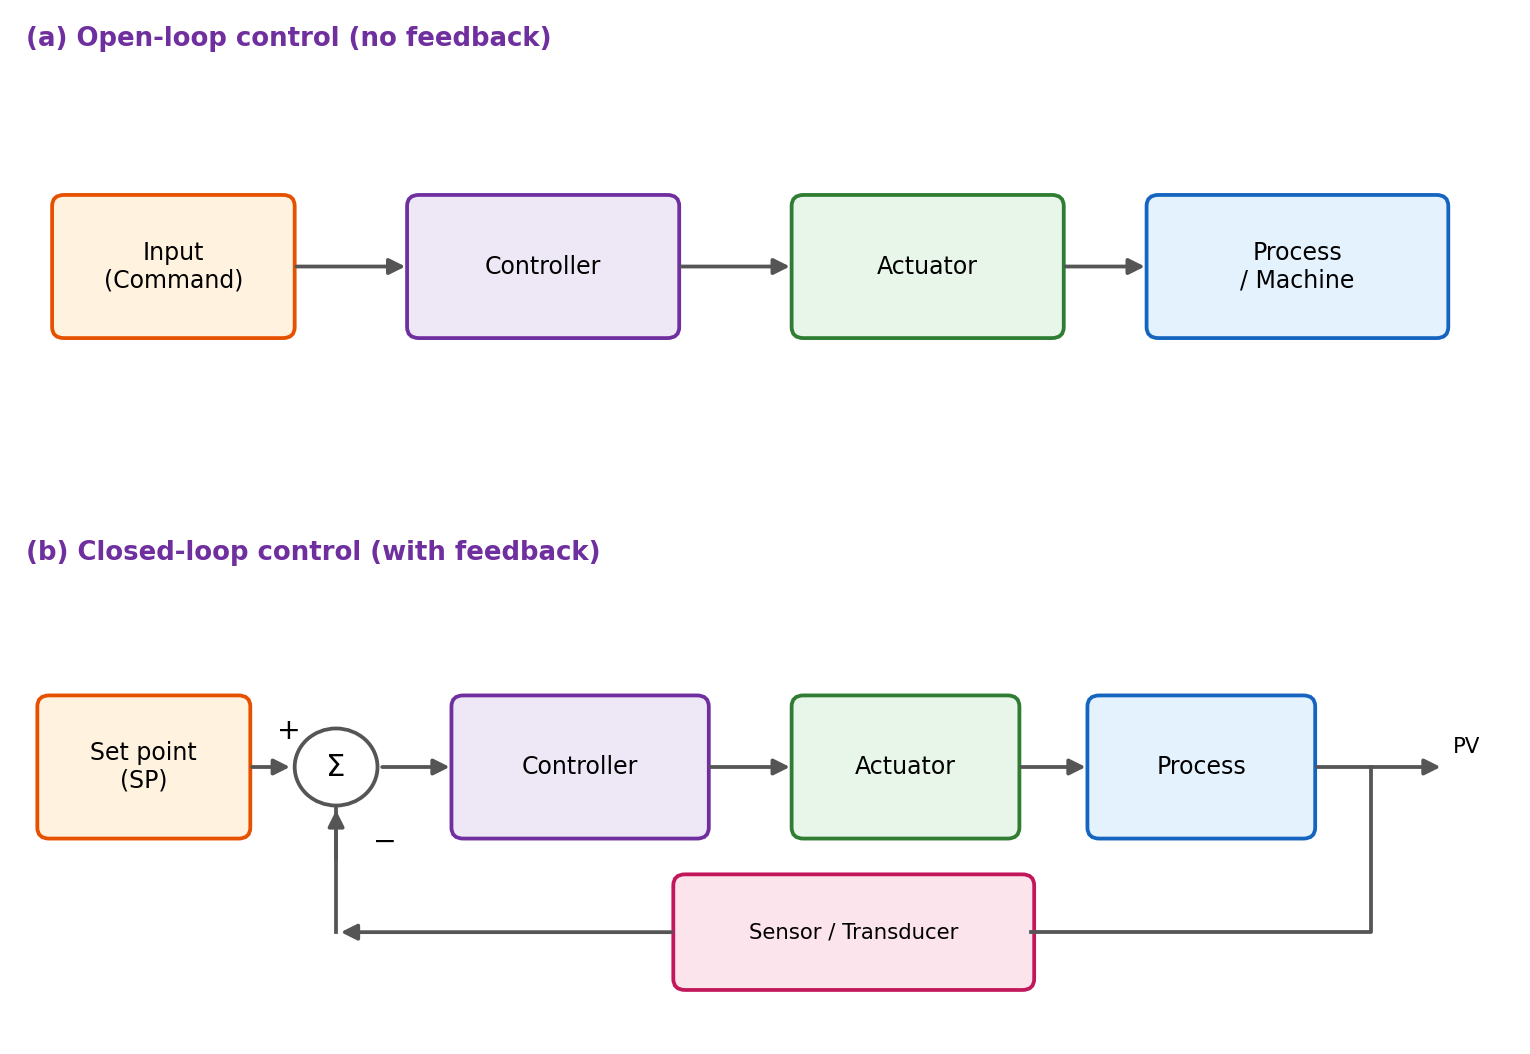 (a) Open-loop control (no feedback)
Input
(Command)
Controller
Actuator
Process
/ Machine
(b) Closed-loop control (with feedback)
Set point
(SP)
+
Σ
−
Controller
Actuator
Process
PV
Sensor / Transducer